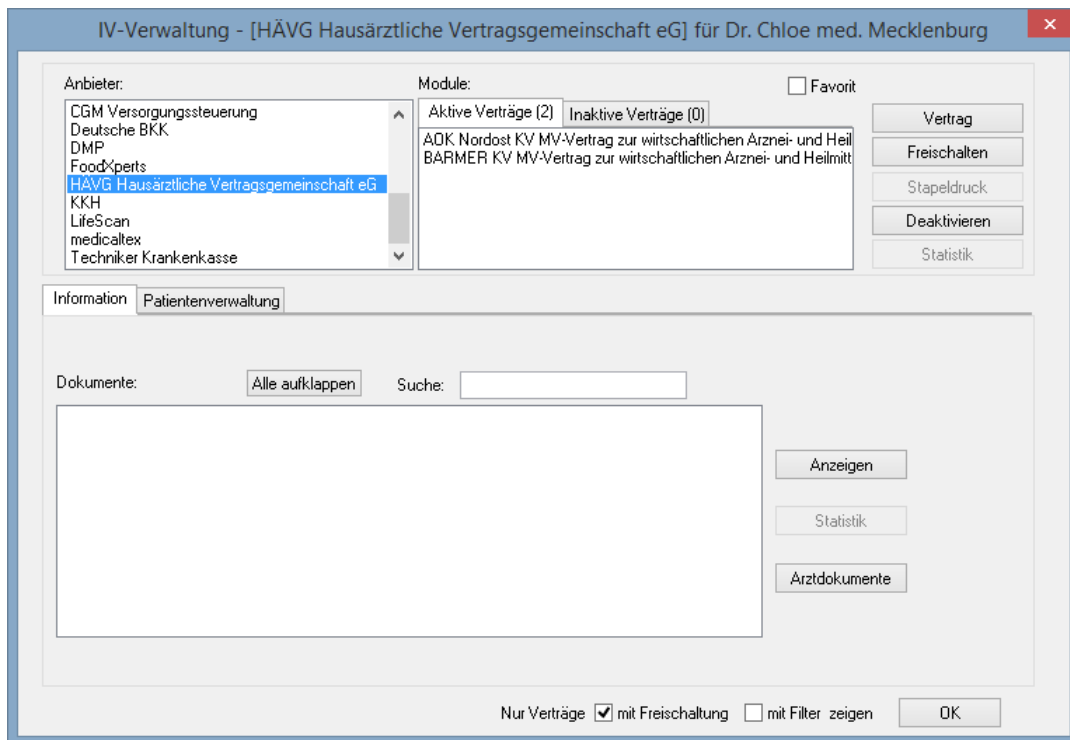 IV-Verwaltung - [HÄVG Hausärztliche Vertragsgemeinschaft eG] für Dr. Chloe med. Mecklenburg
Anbieter:
CGM Versorgungssteuerung
Deutsche BKK
DMP
FoodXperts
HÄVG Hausärztliche Vertragsgemeinschaft eG
KKH
LifeScan
medicaltex
Techniker Krankenkasse
Module:
Favorit
Aktive Verträge (2) Inaktive Verträge (0)
AOK Nordost KV MV-Vertrag zur wirtschaftlichen Arznei- und Heil
BARMER KV MV-Vertrag zur wirtschaftlichen Arznei- und Heilmitt
Vertrag
Freischalten
Stapeldruck
Deaktivieren
Statistik
Information Patientenverwaltung
Dokumente: Alle aufklappen Suche:
Anzeigen
Statistik
Arztdokumente
Nur Verträge mit Freischaltung mit Filter zeigen OK